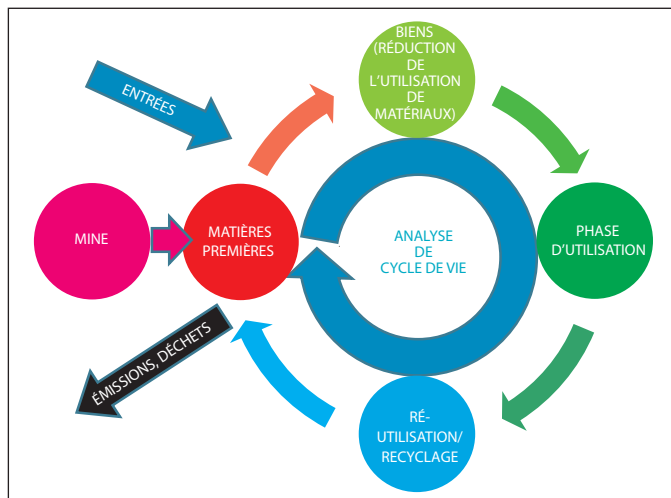 BIENS
(RÉDUCTION
DE
L'UTILISATION
DE
MATÉRIAUX)
ENTRÉES
MINE
MATIÈRES
PREMIÈRES
ANALYSE
DE
CYCLE DE VIE
PHASE
D'UTILISATION
ÉMISSIONS, DÉCHETS
RÉ-
UTILISATION/
RECYCLAGE